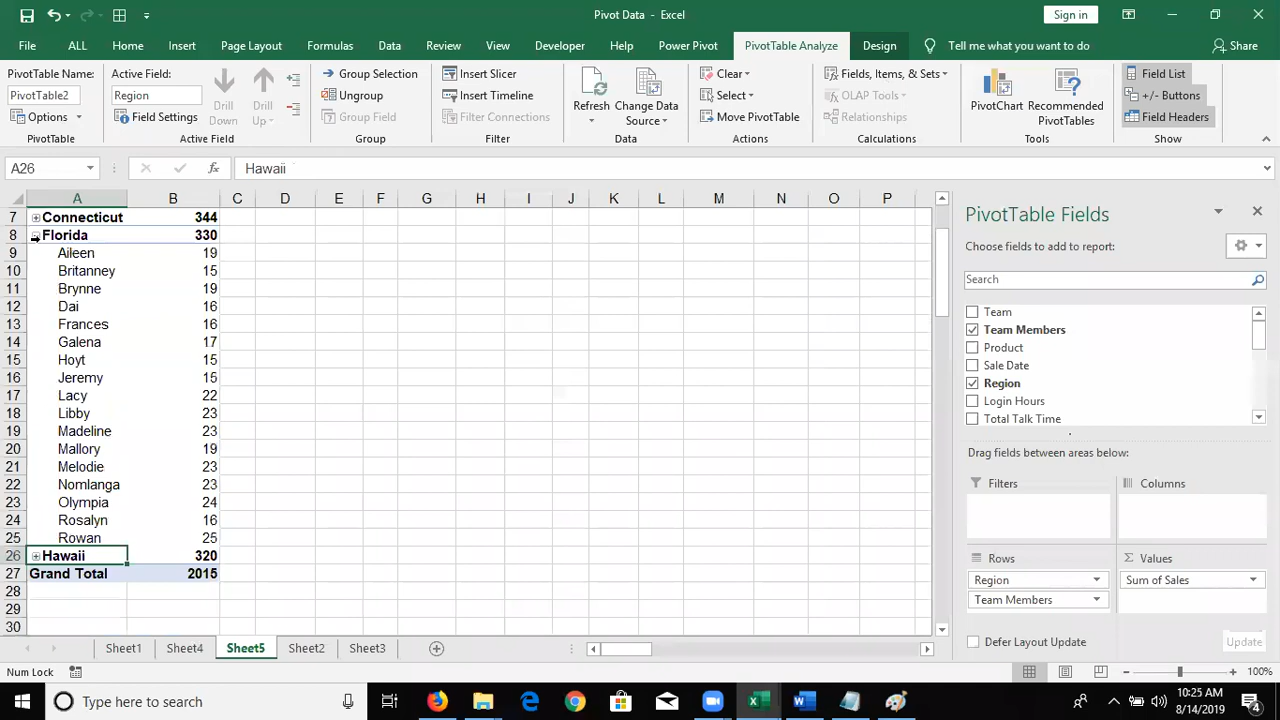 Pivot Data - Excel
Sign in
File ALL Home Insert Page Layout Formulas Data Review View Developer Help Power Pivot PivotTable Analyze Design Tell me what you want to do Share
PivotTable Name:
PivotTable2
Options
PivotTable
Active Field:
Region
Field Settings
Drill Down
Drill Up
Active Field
Group Selection
Ungroup
Group Field
Group
Insert Slicer
Insert Timeline
Filter Connections
Filter
Refresh
Change Data Source
Data
Clear
Select
Move PivotTable
Actions
Fields, Items, & Sets
OLAP Tools
Relationships
Calculations
PivotChart
Recommended PivotTables
Tools
Field List
+/- Buttons
Field Headers
Show
A26 fx Hawaii
A B C D E F G H I J K L M N O P
7 Connecticut 344
8 Florida 330
9 Aileen 19
10 Britanney 15
11 Brynne 19
12 Dai 16
13 Frances 16
14 Galena 17
15 Hoyt 15
16 Jeremy 15
17 Lacy 22
18 Libby 23
19 Madeline 23
20 Mallory 19
21 Melodie 23
22 Nomlanga 23
23 Olympia 24
24 Rosalyn 16
25 Rowan 25
26 Hawaii 320
27 Grand Total 2015
28
29
30
PivotTable Fields
Choose fields to add to report:
Search
Team
Team Members
Product
Sale Date
Region
Login Hours
Total Talk Time
Drag fields between areas below:
Filters
Columns
Rows
Region
Team Members
Σ Values
Sum of Sales
Defer Layout Update
Update
Sheet1 Sheet4 Sheet5 Sheet2 Sheet3
Num Lock
100%
Type here to search
10:25 AM
8/14/2019
4